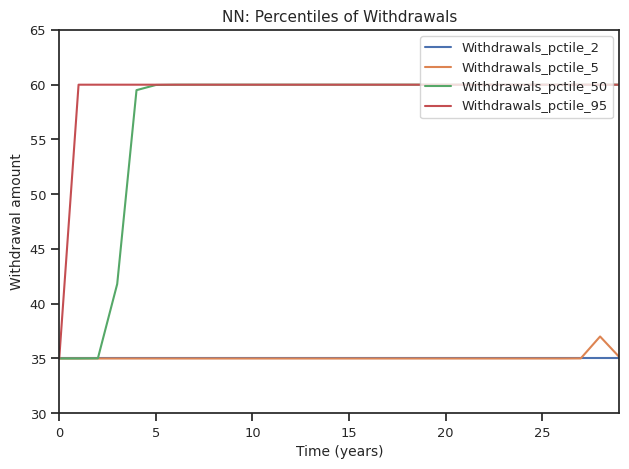 NN: Percentiles of Withdrawals
65
60
55
50
45
40
35
30
Withdrawal amount
Withdrawals_pctile_2
Withdrawals_pctile_5
Withdrawals_pctile_50
Withdrawals_pctile_95
0 5 10 15 20 25
Time (years)